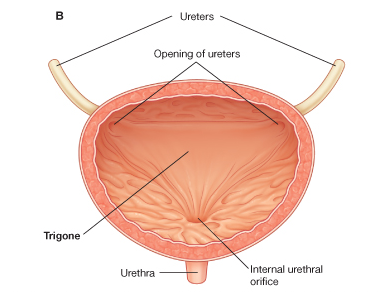 B
Ureters
Opening of ureters
Trigone
Urethra
Internal urethral
orifice